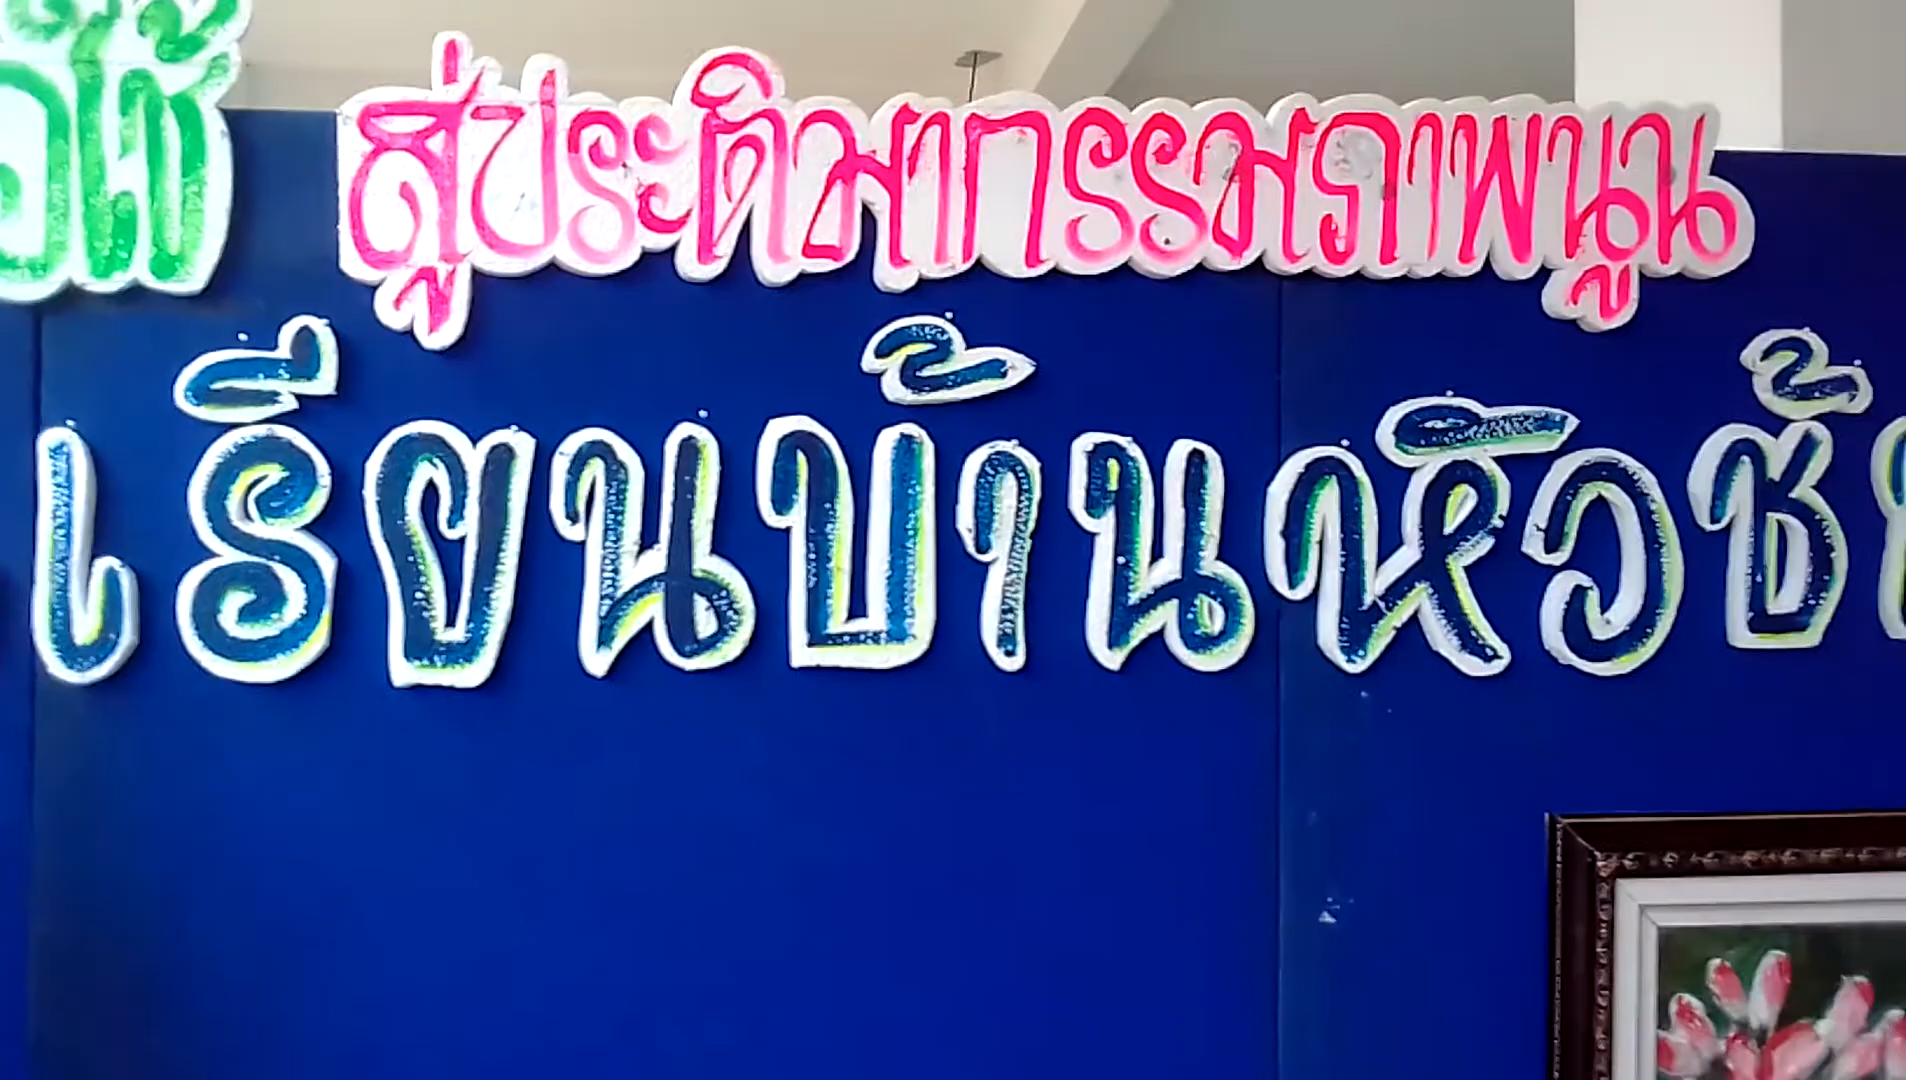 สู่ประติมากรรมภาพนูน
เรียนบ้านหัวช้